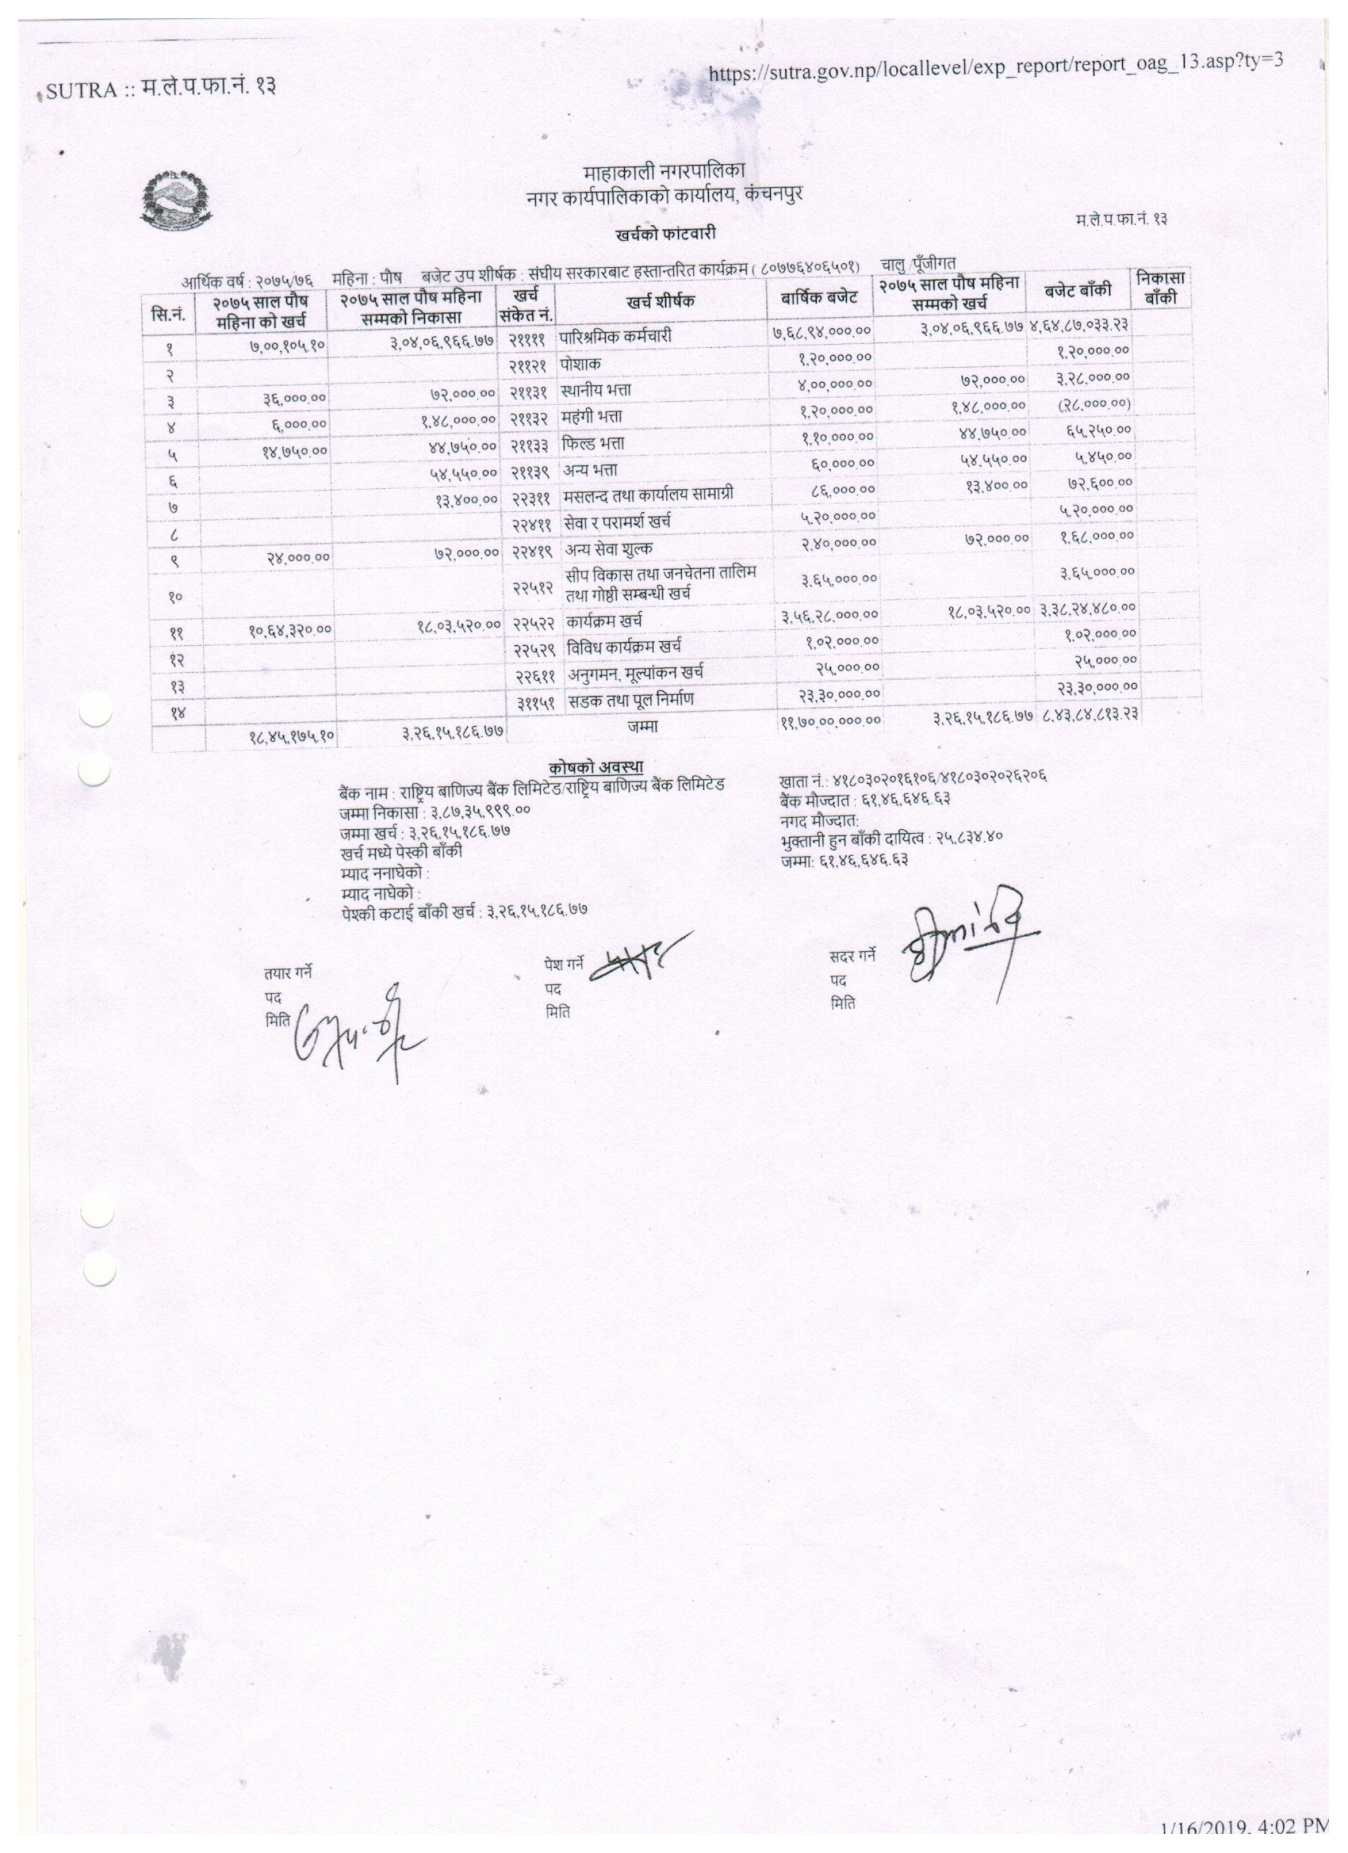 SUTRA :: म.ले.प.फा.नं. १३
https://sutra.gov.np/locallevel/exp_report/report_oag_13.asp?ty=3
माहाकाली नगरपालिका
नगर कार्यपालिकाको कार्यालय, कंचनपुर
म.ले.प.फा.नं. १३
खर्चको फांटवारी
आर्थिक वर्ष : २०७५/७६ महिना : पौष बजेट उप शीर्षक : संघीय सरकारबाट हस्तान्तरित कार्यक्रम ( ८०७७६४०६५०१) चालु /पूँजीगत
सि.नं. २०७५ साल पौष महिना को खर्च २०७५ साल पौष महिना सम्मको निकासा खर्च संकेत नं. खर्च शीर्षक बार्षिक बजेट २०७५ साल पौष महिना सम्मको खर्च बजेट बाँकी निकासा बाँकी
१ ७,००,१०५.१० ३,०४,०६,९६६.७७ २११११ पारिश्रमिक कर्मचारी ७,६८,९४,०००.०० ३,०४,०६,९६६.७७ ४,६४,८७,०३३.२३
२ २११२१ पोशाक १,२०,०००.०० १,२०,०००.००
३ ३६,०००.०० ७२,०००.०० २११३१ स्थानीय भत्ता ४,००,०००.०० ७२,०००.०० ३,२८,०००.००
४ ६,०००.०० १,४८,०००.०० २११३२ महंगी भत्ता १,२०,०००.०० १,४८,०००.०० (२८,०००.००)
५ १४,७५०.०० ४४,७५०.०० २११३३ फिल्ड भत्ता १,१०,०००.०० ४४,७५०.०० ६५,२५०.००
६ ५४,५५०.०० २११३९ अन्य भत्ता ६०,०००.०० ५४,५५०.०० ५,४५०.००
७ १३,४००.०० २२३११ मसलन्द तथा कार्यालय सामाग्री ८६,०००.०० १३,४००.०० ७२,६००.००
८ २२४११ सेवा र परामर्श खर्च ५,२०,०००.०० ५,२०,०००.००
९ २४,०००.०० ७२,०००.०० २२४१९ अन्य सेवा शुल्क २,४०,०००.०० ७२,०००.०० १,६८,०००.००
१० २२५१२ सीप विकास तथा जनचेतना तालिम तथा गोष्ठी सम्बन्धी खर्च ३,६५,०००.०० ३,६५,०००.००
११ १०,६४,३२०.०० १८,०३,५२०.०० २२५२२ कार्यक्रम खर्च ३,५६,२८,०००.०० १८,०३,५२०.०० ३,३८,२४,४८०.००
१२ २२५२९ विविध कार्यक्रम खर्च १,०२,०००.०० १,०२,०००.००
१३ २२६११ अनुगमन, मूल्यांकन खर्च २५,०००.०० २५,०००.००
१४ ३११५१ सडक तथा पूल निर्माण २३,३०,०००.०० २३,३०,०००.००
१८,४५,१७५.१० ३,२६,१५,१८६.७७ जम्मा ११,७०,००,०००.०० ३,२६,१५,१८६.७७ ८,४३,८४,८१३.२३
कोषको अवस्था
बैंक नाम : राष्ट्रिय बाणिज्य बैंक लिमिटेड/राष्ट्रिय बाणिज्य बैंक लिमिटेड
जम्मा निकासा : ३,८७,३५,९९९.००
जम्मा खर्च : ३,२६,१५,१८६.७७
खर्च मध्ये पेस्की बाँकी
म्याद ननाघेको :
म्याद नाघेको :
पेश्की कटाई बाँकी खर्च : ३,२६,१५,१८६.७७
खाता नं.: ४१८०३०२०१६१०६/४१८०३०२०२६२०६
बैंक मौज्दात : ६१,४६,६४६.६३
नगद मौज्दात:
भुक्तानी हुन बाँकी दायित्व : २५,८३४.४०
जम्मा: ६१,४६,६४६.६३
तयार गर्ने
पद
मिति
पेश गर्ने
पद
मिति
सदर गर्ने
पद
मिति
1/16/2019, 4:02 PM